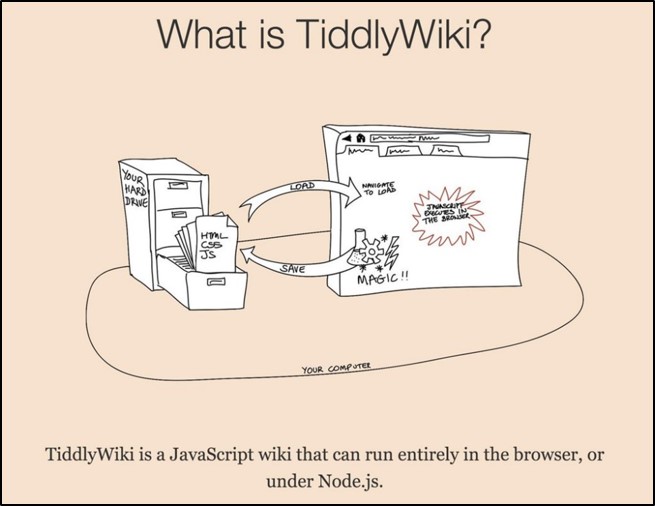 What is TiddlyWiki?
YOUR
HARD
DRIVE
HTML
CSS
JS
LOAD
SAVE
NAVIGATE
TO LOAD
JAVASCRIPT
EXECUTES IN
THE BROWSER
MAGIC!!
YOUR COMPUTER
TiddlyWiki is a JavaScript wiki that can run entirely in the browser, or
under Node.js.